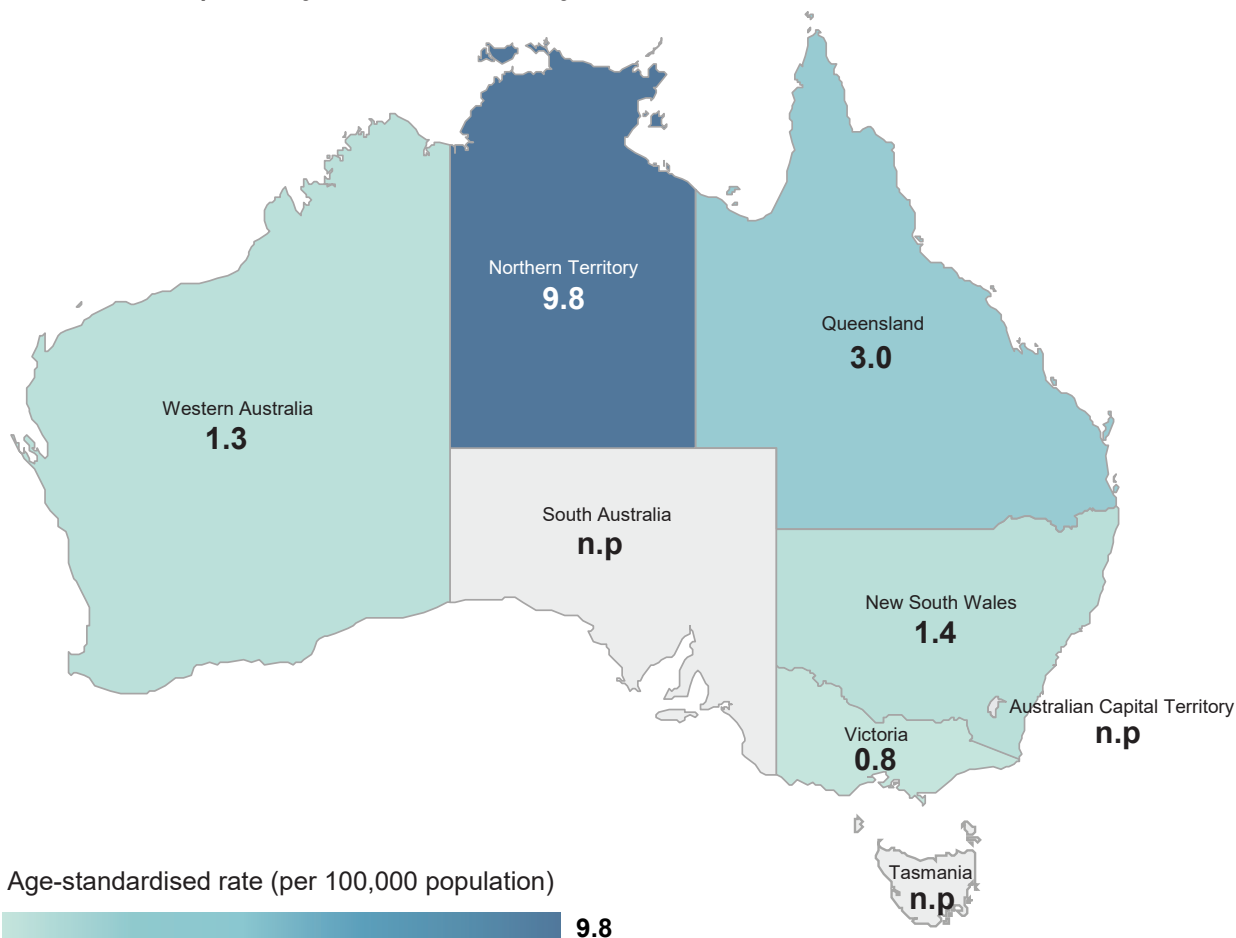 Northern Territory
9.8
Queensland
3.0
Western Australia
1.3
South Australia
n.p
New South Wales
1.4
Australian Capital Territory
n.p
Victoria
0.8
Tasmania
n.p
Age-standardised rate (per 100,000 population)
9.8